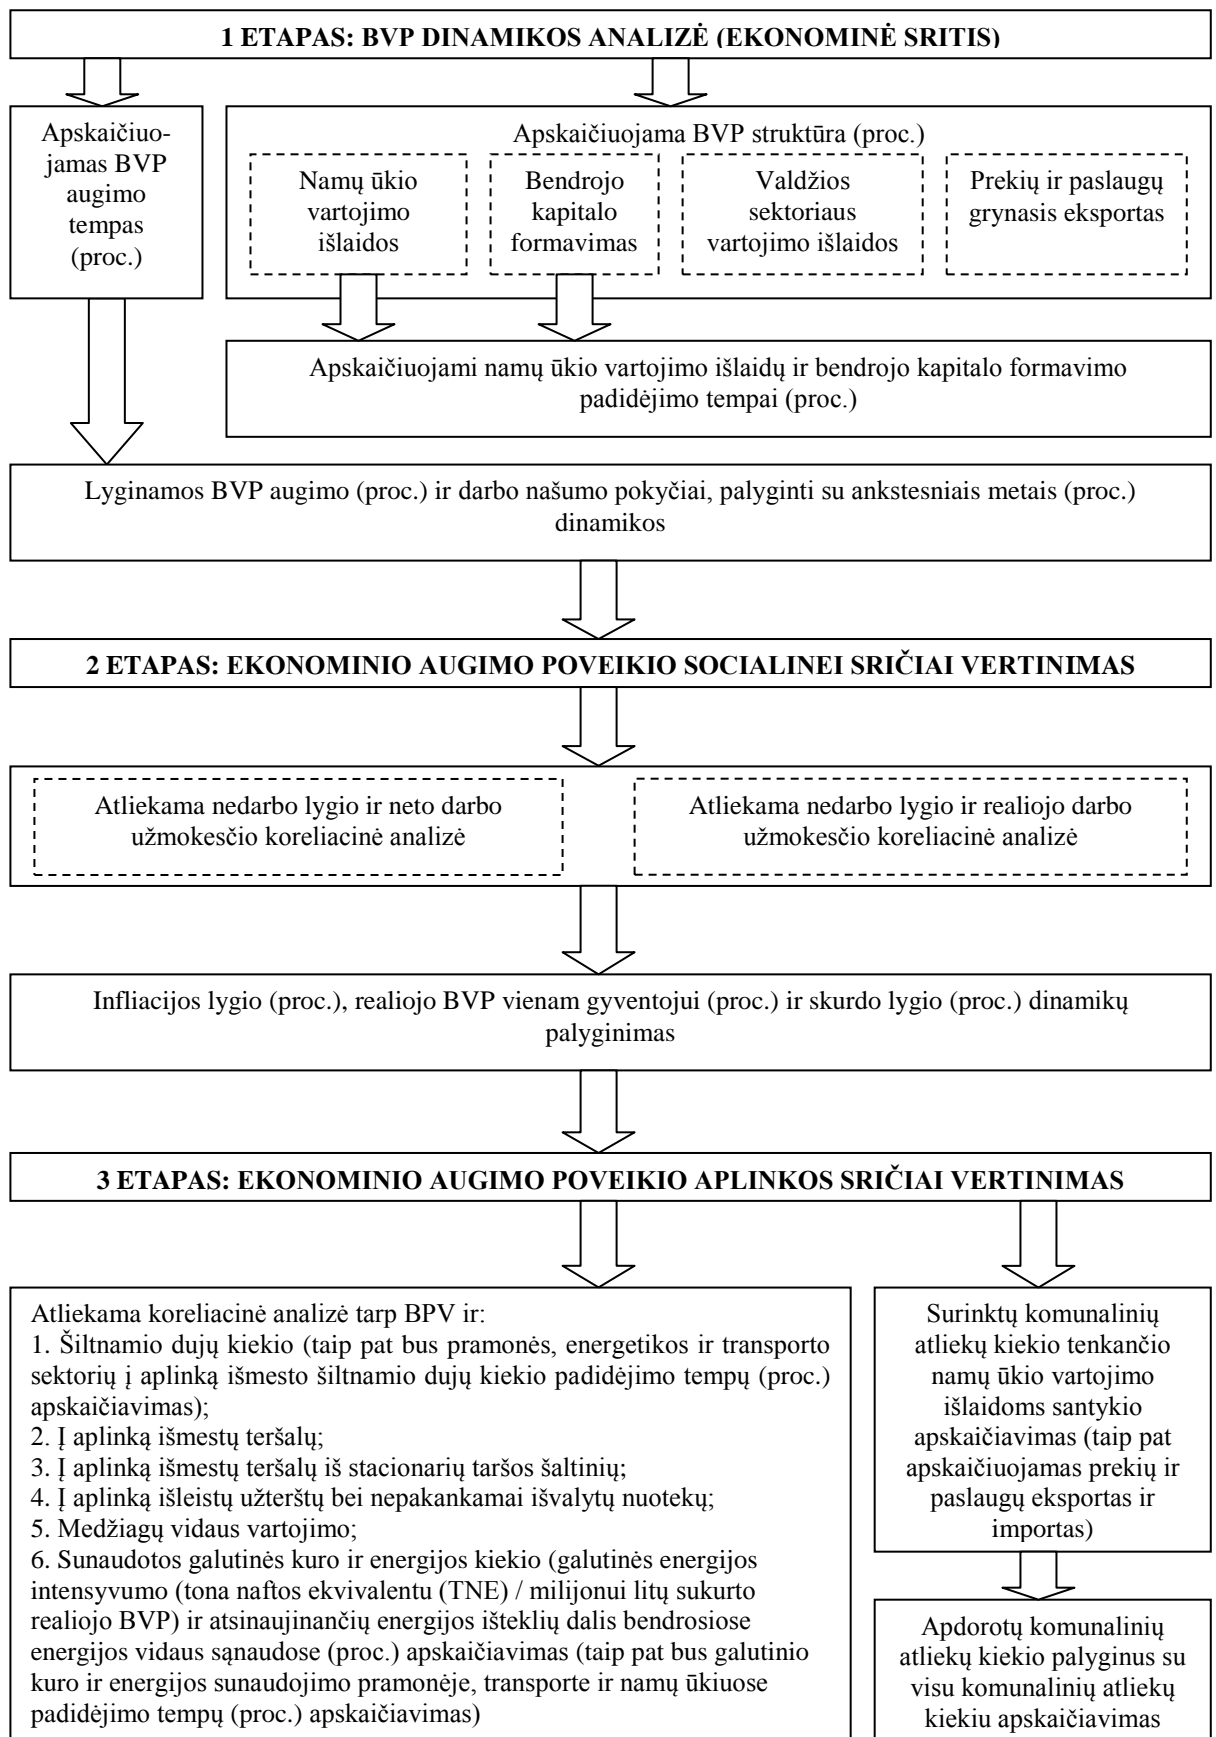 1 ETAPAS: BVP DINAMIKOS ANALIZĖ (EKONOMINĖ SRITIS)
Apskaičiuo-
jamas BVP
augimo
tempas
(proc.)
Apskaičiuojama BVP struktūra (proc.)
Namų ūkio
vartojimo
išlaidos
Bendrojo
kapitalo
formavimas
Valdžios
sektoriaus
vartojimo išlaidos
Prekių ir paslaugų
grynasis eksportas
Apskaičiuojami namų ūkio vartojimo išlaidų ir bendrojo kapitalo formavimo
padidėjimo tempai (proc.)
Lyginamos BVP augimo (proc.) ir darbo našumo pokyčiai, palyginti su ankstesniais metais (proc.)
dinamikos
2 ETAPAS: EKONOMINIO AUGIMO POVEIKIO SOCIALINEI SRIČIAI VERTINIMAS
Atliekama nedarbo lygio ir neto darbo
užmokesčio koreliacinė analizė
Atliekama nedarbo lygio ir realiojo darbo
užmokesčio koreliacinė analizė
Infliacijos lygio (proc.), realiojo BVP vienam gyventojui (proc.) ir skurdo lygio (proc.) dinamikų
palyginimas
3 ETAPAS: EKONOMINIO AUGIMO POVEIKIO APLINKOS SRIČIAI VERTINIMAS
Atliekama koreliacinė analizė tarp BPV ir:
1. Šiltnamio dujų kiekio (taip pat bus pramonės, energetikos ir transporto
sektorių į aplinką išmesto šiltnamio dujų kiekio padidėjimo tempų (proc.)
apskaičiavimas);
2. Į aplinką išmestų teršalų;
3. Į aplinką išmestų teršalų iš stacionarių taršos šaltinių;
4. Į aplinką išleistų užterštų bei nepakankamai išvalytų nuotekų;
5. Medžiagų vidaus vartojimo;
6. Sunaudotos galutinės kuro ir energijos kiekio (galutinės energijos
intensyvumo (tona naftos ekvivalentu (TNE) / milijonui litų sukurto
realiojo BVP) ir atsinaujinančių energijos išteklių dalis bendrosiose
energijos vidaus sąnaudose (proc.) apskaičiavimas (taip pat bus galutinio
kuro ir energijos sunaudojimo pramonėje, transporte ir namų ūkiuose
padidėjimo tempų (proc.) apskaičiavimas)
Surinktų komunalinių
atliekų kiekio tenkančio
namų ūkio vartojimo
išlaidoms santykio
apskaičiavimas (taip pat
apskaičiuojamas prekių ir
paslaugų eksportas ir
importas)
Apdorotų komunalinių
atliekų kiekio palyginus su
visu komunalinių atliekų
kiekiu apskaičiavimas